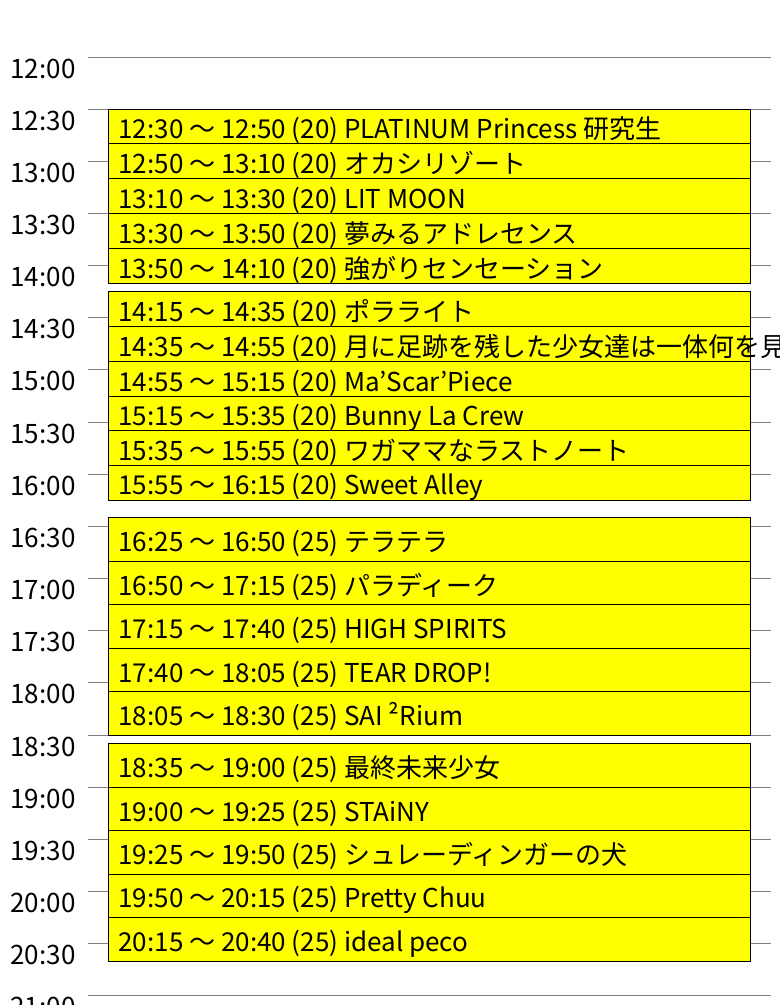 12:00
12:30
12:30 〜 12:50 (20) PLATINUM Princess 研究生
12:50 〜 13:10 (20) オカシリゾート
13:00
13:10 〜 13:30 (20) LIT MOON
13:30
13:30 〜 13:50 (20) 夢みるアドレセンス
13:50 〜 14:10 (20) 強がりセンセーション
14:00
14:15 〜 14:35 (20) ポラライト
14:30
14:35 〜 14:55 (20) 月に足跡を残した少女達は一体何を見
15:00
14:55 〜 15:15 (20) Ma’Scar’Piece
15:15 〜 15:35 (20) Bunny La Crew
15:30
15:35 〜 15:55 (20) ワガママなラストノート
16:00
15:55 〜 16:15 (20) Sweet Alley
16:30
16:25 〜 16:50 (25) テラテラ
17:00
16:50 〜 17:15 (25) パラディーク
17:15 〜 17:40 (25) HIGH SPIRITS
17:30
17:40 〜 18:05 (25) TEAR DROP!
18:00
18:05 〜 18:30 (25) SAI ²Rium
18:30
18:35 〜 19:00 (25) 最終未来少女
19:00
19:00 〜 19:25 (25) STAiNY
19:30
19:25 〜 19:50 (25) シュレーディンガーの犬
20:00
19:50 〜 20:15 (25) Pretty Chuu
20:15 〜 20:40 (25) ideal peco
20:30
21:00